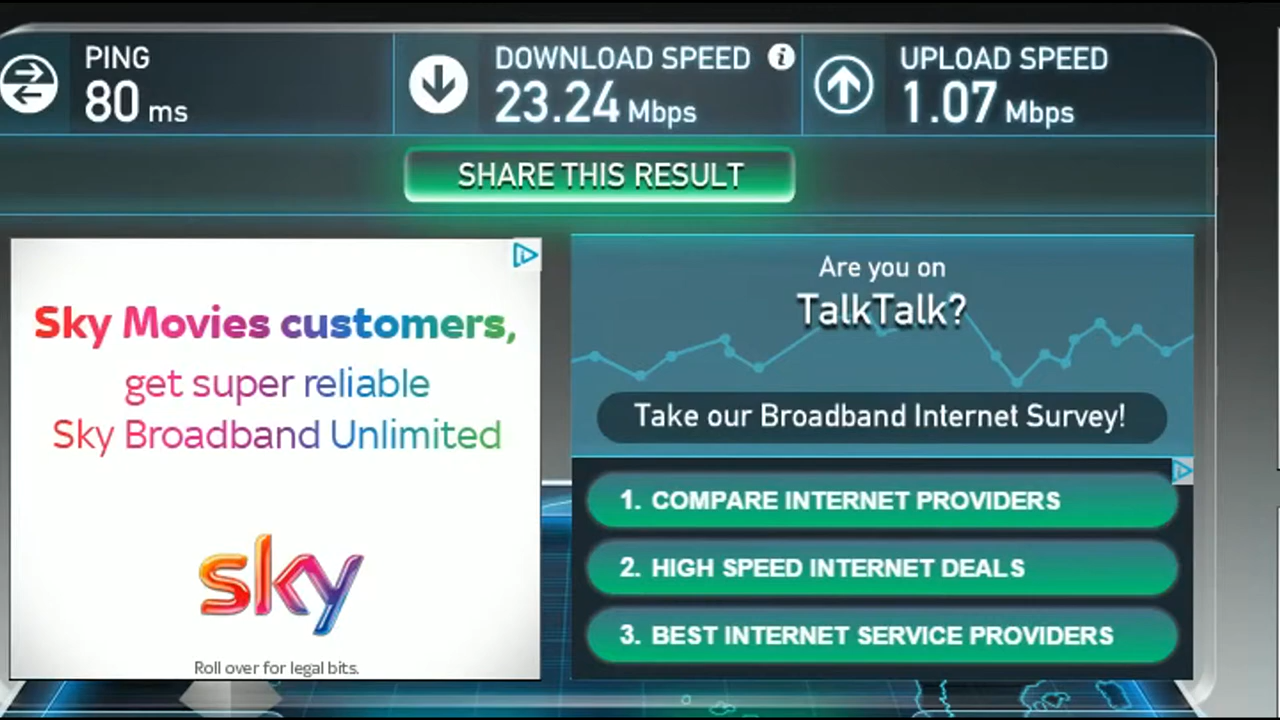 PING
80 ms
DOWNLOAD SPEED
23.24 Mbps
UPLOAD SPEED
1.07 Mbps
SHARE THIS RESULT
Sky Movies customers,
get super reliable
Sky Broadband Unlimited
sky
Roll over for legal bits.
Are you on
TalkTalk?
Take our Broadband Internet Survey!
1. COMPARE INTERNET PROVIDERS
2. HIGH SPEED INTERNET DEALS
3. BEST INTERNET SERVICE PROVIDERS